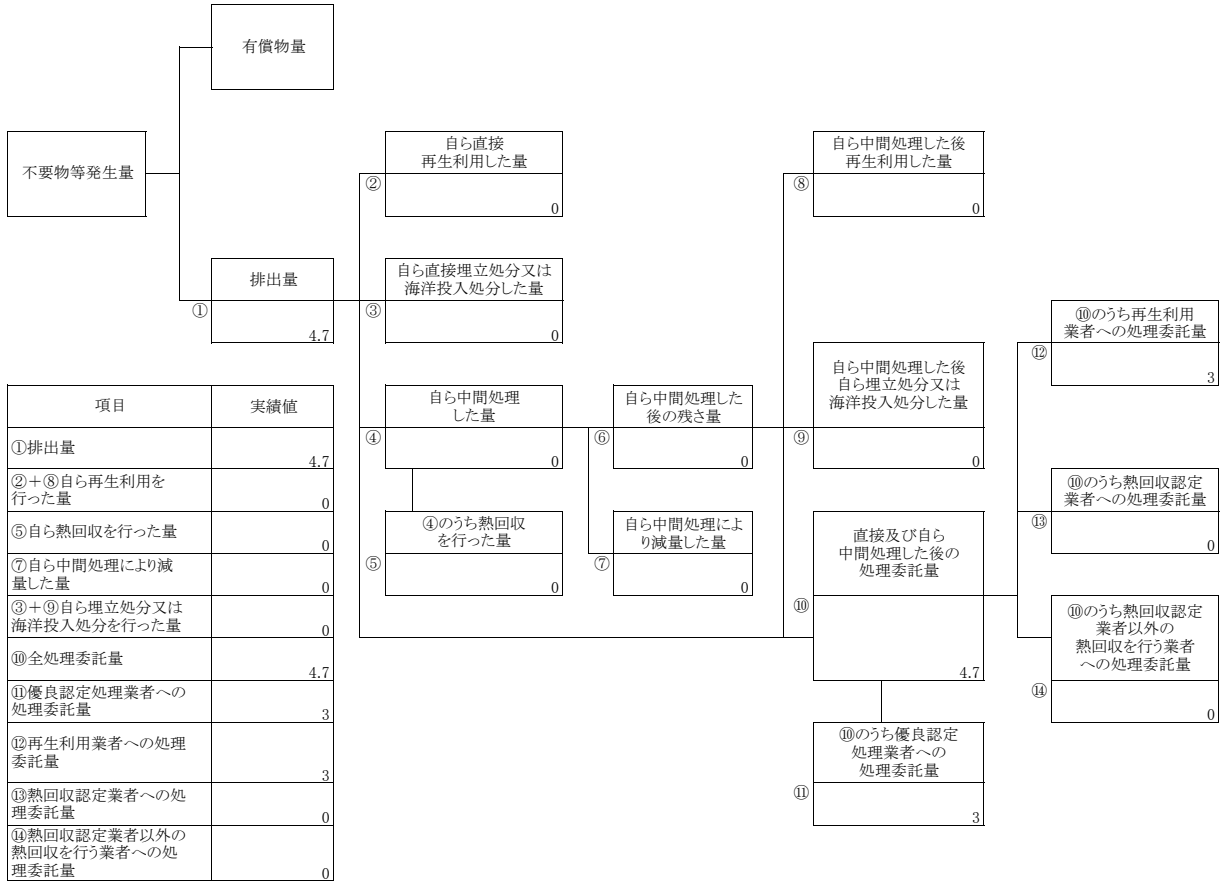 有償物量
不要物等発生量
自ら直接
再生利用した量
②
0
自ら中間処理した後
再生利用した量
⑧
0
排出量
①
4.7
自ら直接埋立処分又は
海洋投入処分した量
③
0
⑩のうち再生利用
業者への処理委託量
⑫
3
自ら中間処理
した量
④
0
自ら中間処理した
後の残さ量
⑥
0
自ら中間処理した後
自ら埋立処分又は
海洋投入処分した量
⑨
0
⑩のうち熱回収認定
業者への処理委託量
⑬
0
④のうち熱回収
を行った量
⑤
0
自ら中間処理によ
り減量した量
⑦
0
直接及び自ら
中間処理した後の
処理委託量
⑩
4.7
⑩のうち熱回収認定
業者以外の
熱回収を行う業者
への処理委託量
⑭
0
⑩のうち優良認定
処理業者への
処理委託量
⑪
3
項目 実績値
①排出量
4.7
②＋⑧自ら再生利用を
行った量
0
⑤自ら熱回収を行った量
0
⑦自ら中間処理により減
量した量
0
③＋⑨自ら埋立処分又は
海洋投入処分を行った量
0
⑩全処理委託量
4.7
⑪優良認定処理業者への
処理委託量
3
⑫再生利用業者への処理
委託量
3
⑬熱回収認定業者への処
理委託量
0
⑭熱回収認定業者以外の
熱回収を行う業者への処
理委託量
0